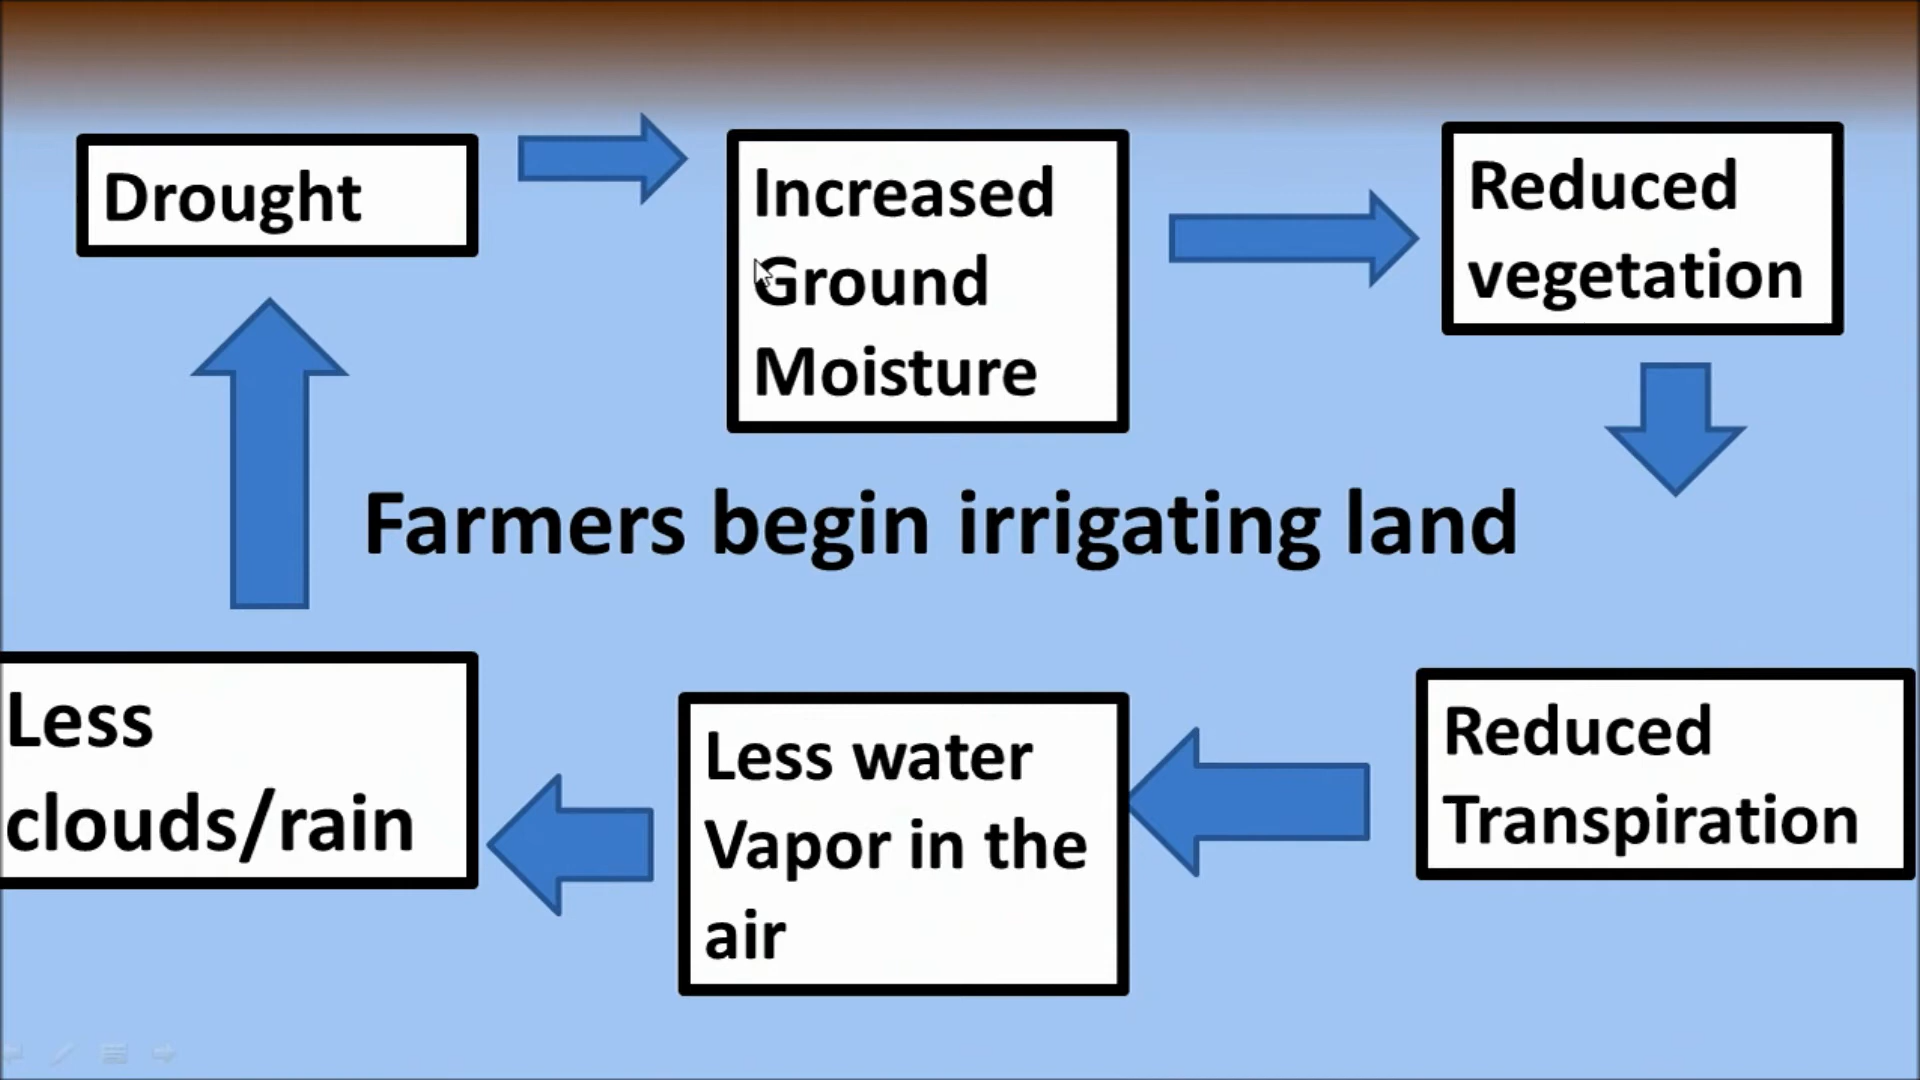 Drought
Increased
Ground
Moisture
Reduced
vegetation
Farmers begin irrigating land
Less
clouds/rain
Less water
Vapor in the
air
Reduced
Transpiration